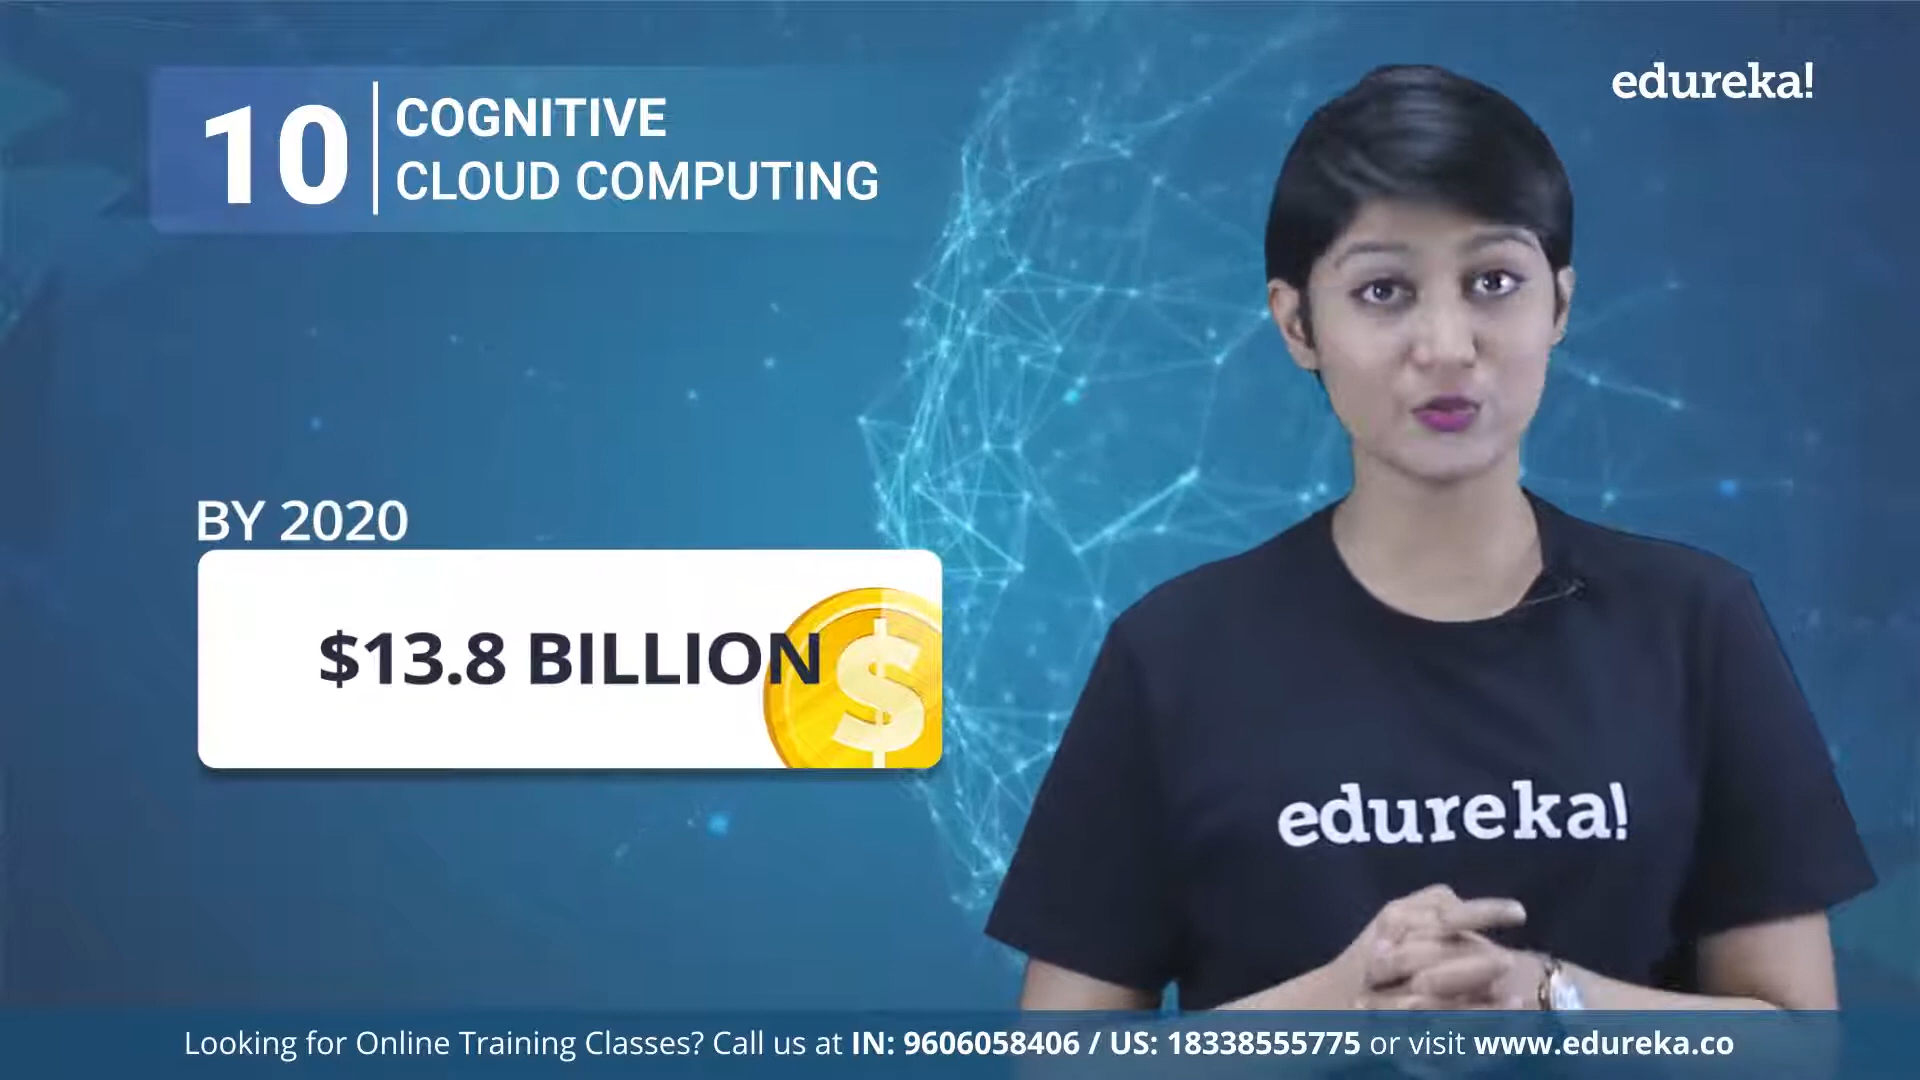 edureka!
10
COGNITIVE
CLOUD COMPUTING
BY 2020
$13.8 BILLION
edureka!
Looking for Online Training Classes? Call us at IN: 9606058406 / US: 18338555775 or visit www.edureka.co